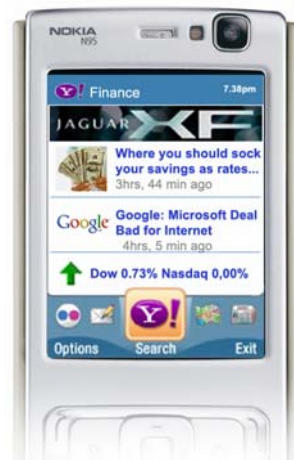 NOKIA
N95
Y! Finance
7.38pm
JAGUAR XF
Where you should sock
your savings as rates...
3hrs, 44 min ago
Google
Google: Microsoft Deal
Bad for Internet
4hrs, 5 min ago
Dow 0.73% Nasdaq 0,00%
Y!
Options Search Exit